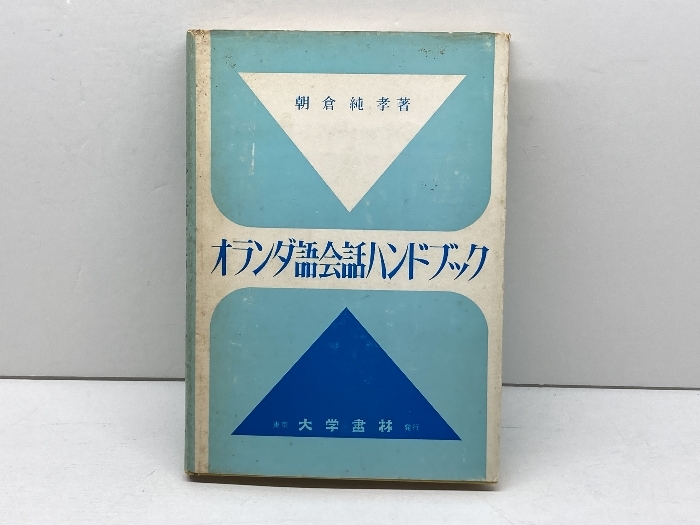 朝倉純孝著
オランダ語会話ハンドブック
東京 大学書林 発行